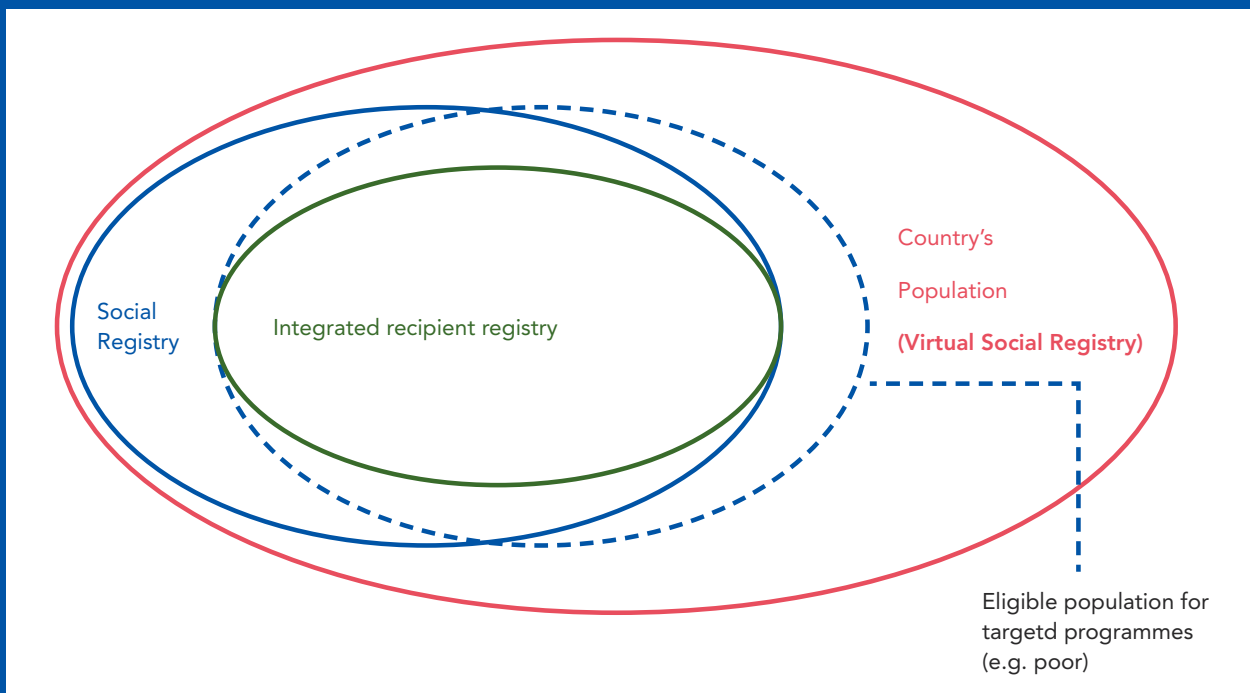 Social
Registry
Integrated recipient registry
Country's
Population
(Virtual Social Registry)
Eligible population for
targetd programmes
(e.g. poor)